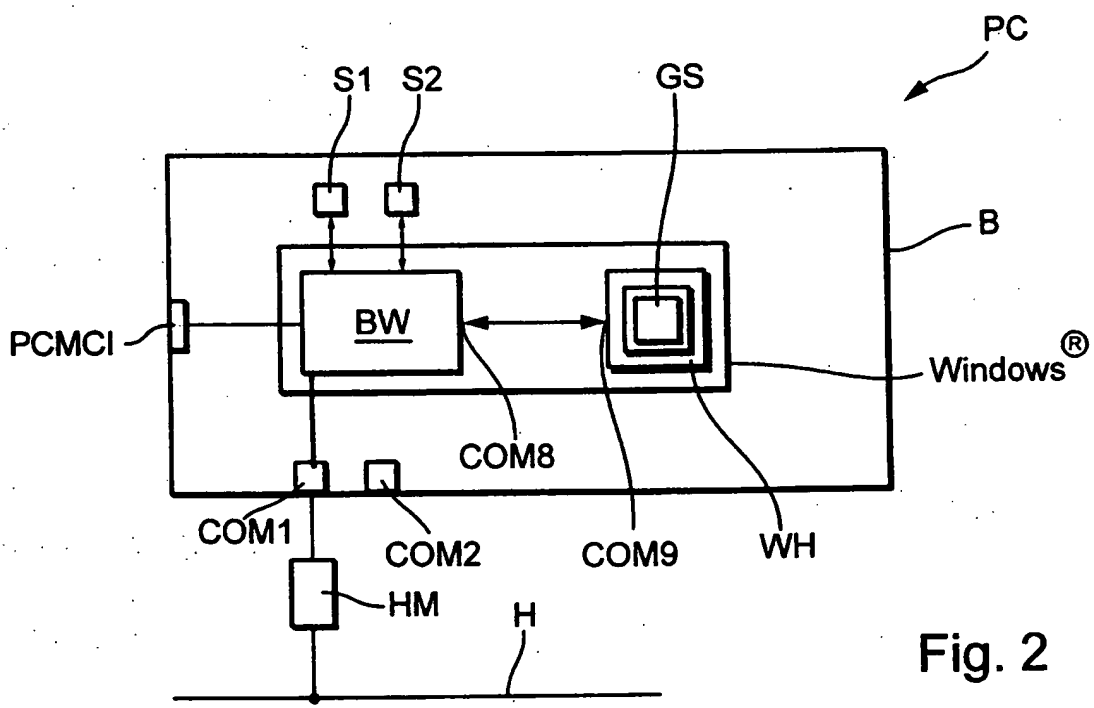 PC
S1 S2 GS
B
BW
PCMCI
Windows®
COM8
COM1 COM2 COM9 WH
HM
H
Fig. 2